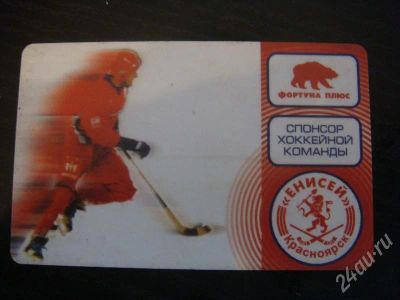 ФОРТУНА ПЛЮС
СПОНСОР
ХОККЕЙНОЙ
КОМАНДЫ
«ЕНИСЕЙ»
Красноярск
24au.ru